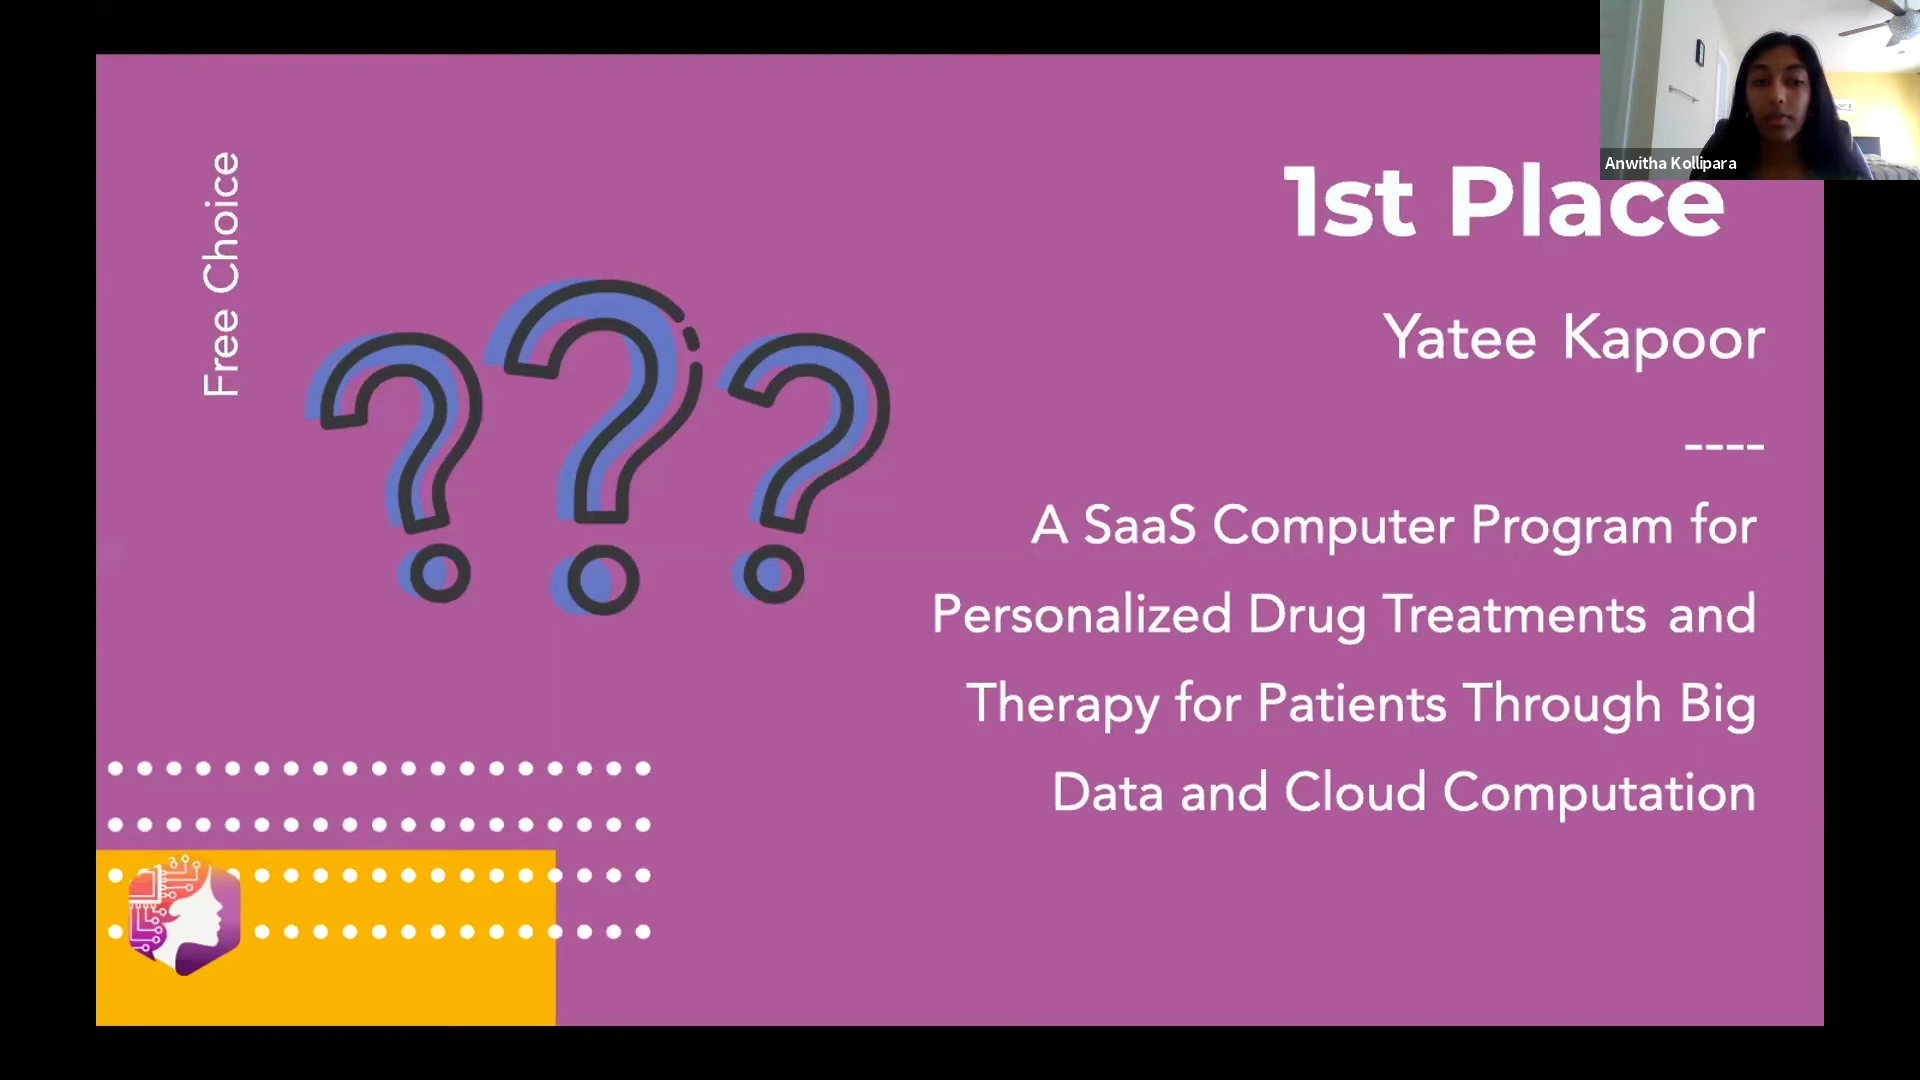 Anwitha Kollipara
Free Choice
1st Place
Yatee Kapoor
----
A SaaS Computer Program for
Personalized Drug Treatments and
Therapy for Patients Through Big
Data and Cloud Computation
???